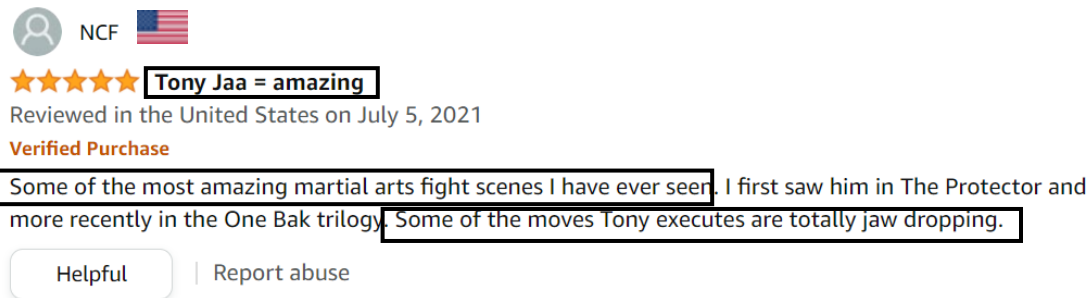 NCF
Tony Jaa = amazing
Reviewed in the United States on July 5, 2021
Verified Purchase
Some of the most amazing martial arts fight scenes I have ever seen. I first saw him in The Protector and
more recently in the One Bak trilogy. Some of the moves Tony executes are totally jaw dropping.
Helpful
Report abuse